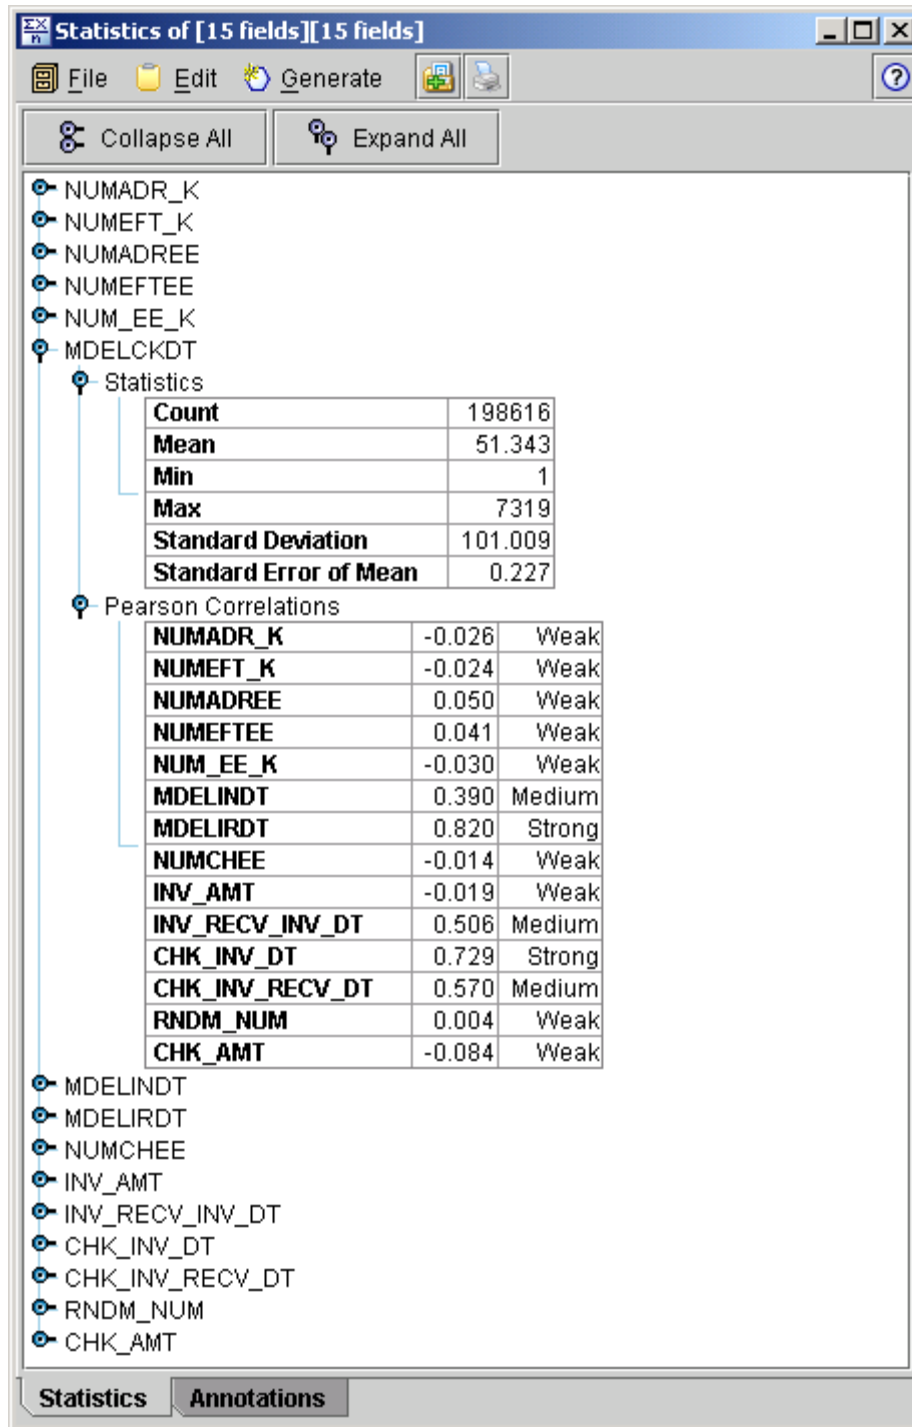 Statistics of [15 fields][15 fields]
File Edit Generate
Collapse All Expand All
NUMADR_K
NUMEFT_K
NUMADREE
NUMEFTEE
NUM_EE_K
MDELCKDT
Statistics
Count 198616
Mean 51.343
Min 1
Max 7319
Standard Deviation 101.009
Standard Error of Mean 0.227
Pearson Correlations
NUMADR_K -0.026 Weak
NUMEFT_K -0.024 Weak
NUMADREE 0.050 Weak
NUMEFTEE 0.041 Weak
NUM_EE_K -0.030 Weak
MDELINDT 0.390 Medium
MDELIRDT 0.820 Strong
NUMCHEE -0.014 Weak
INV_AMT -0.019 Weak
INV_RECV_INV_DT 0.506 Medium
CHK_INV_DT 0.729 Strong
CHK_INV_RECV_DT 0.570 Medium
RNDM_NUM 0.004 Weak
CHK_AMT -0.084 Weak
MDELINDT
MDELIRDT
NUMCHEE
INV_AMT
INV_RECV_INV_DT
CHK_INV_DT
CHK_INV_RECV_DT
RNDM_NUM
CHK_AMT
Statistics Annotations